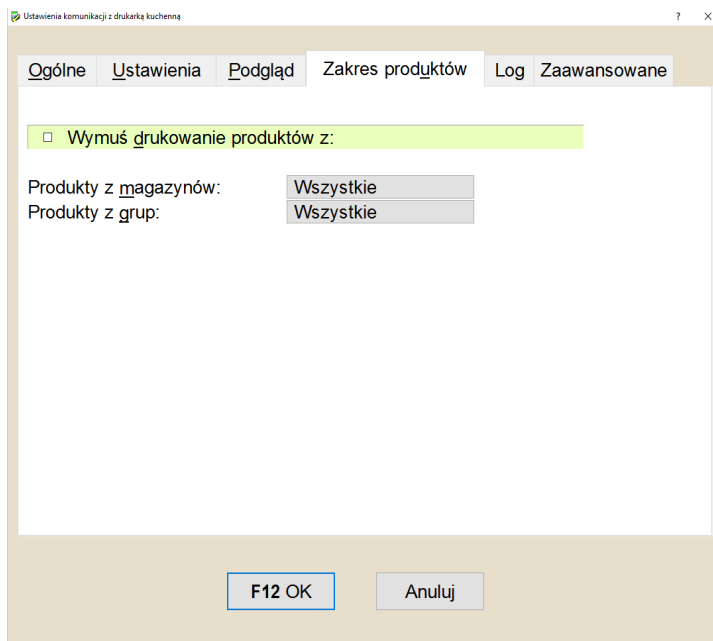 Ustawienia komunikacji z drukarką kuchenną ? ×
Ogólne Ustawienia Podgląd Zakres produktów Log Zaawansowane
Wymuś drukowanie produktów z:
Produkty z magazynów: Wszystkie
Produkty z grup: Wszystkie
F12 OK Anuluj